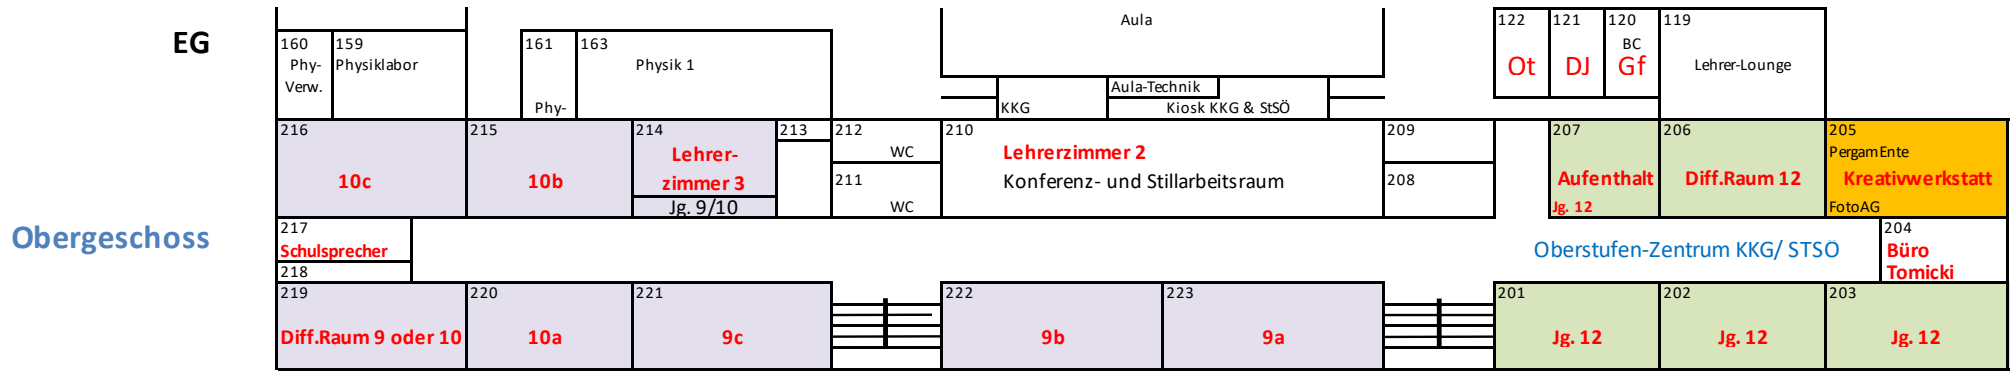 EG
160
Phy-
Verw.
159
Physiklabor
161
Phy-
163
Physik 1
Aula
KKG
Aula-Technik
Kiosk KKG & StSÖ
122
Ot
121
DJ
120
BC
Gf
119
Lehrer-Lounge
Obergeschoss
216
10c
215
10b
214
Lehrer-
zimmer 3
Jg. 9/10
213
212
WC
211
WC
210
Lehrerzimmer 2
Konferenz- und Stillarbeitsraum
209
208
207
Aufenthalt
Jg. 12
206
Diff.Raum 12
205
PergamEnte
Kreativwerkstatt
FotoAG
217
Schulsprecher
218
Oberstufen-Zentrum KKG/ STSÖ
204
Büro
Tomicki
219
Diff.Raum 9 oder 10
220
10a
221
9c
222
9b
223
9a
201
Jg. 12
202
Jg. 12
203
Jg. 12